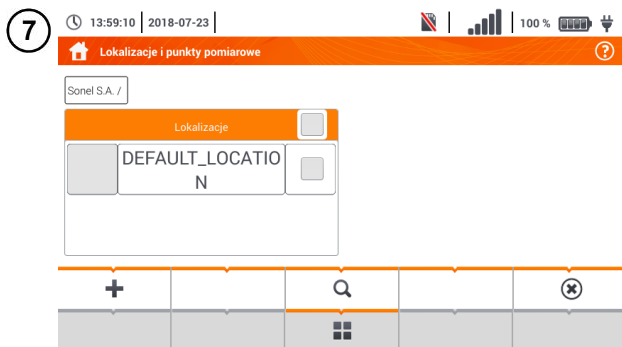 7
13:59:10 2018-07-23 100 %
Lokalizacje i punkty pomiarowe ?
Sonel S.A. /
Lokalizacje
DEFAULT_LOCATIO
N